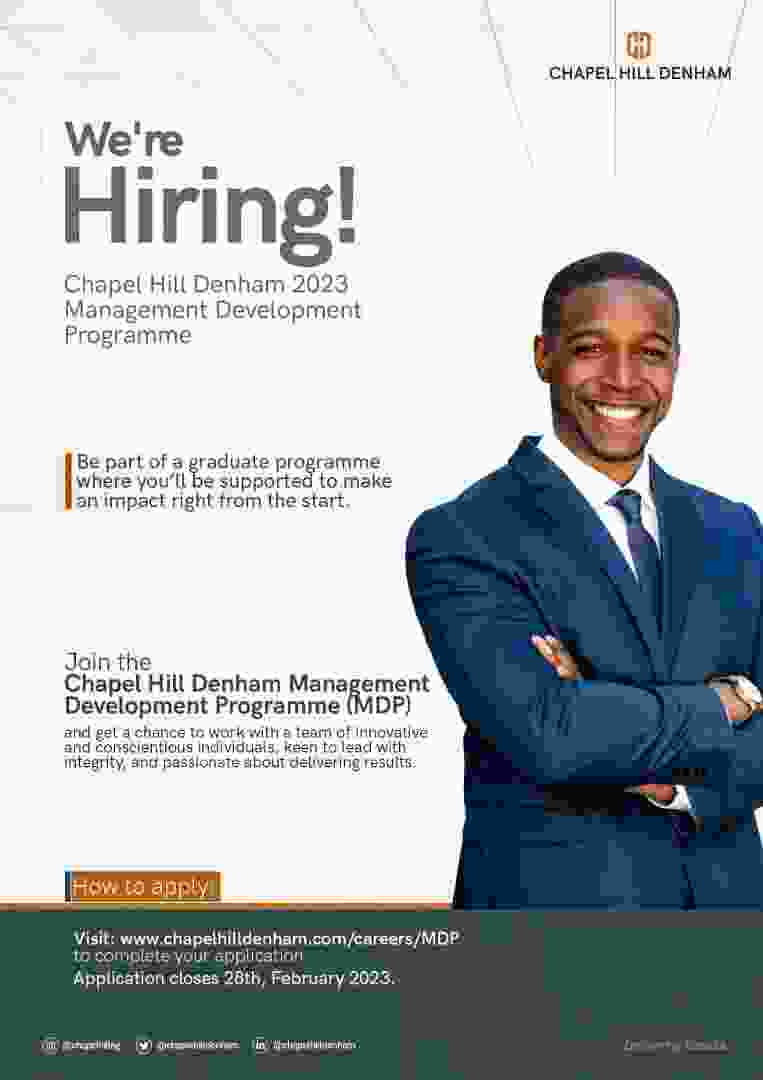 CHAPEL HILL DENHAM
We're
Hiring!
Chapel Hill Denham 2023
Management Development
Programme
Be part of a graduate programme
where you'll be supported to make
an impact right from the start.
Join the
Chapel Hill Denham Management
Development Programme (MDP)
and get a chance to work with a team of innovative
and conscientious individuals, keen to lead with
integrity, and passionate about delivering results.
How to apply
Visit: www.chapelhilldenham.com/careers/MDP
to complete your application
Application closes 28th, February 2023.
@chapelhilldenham